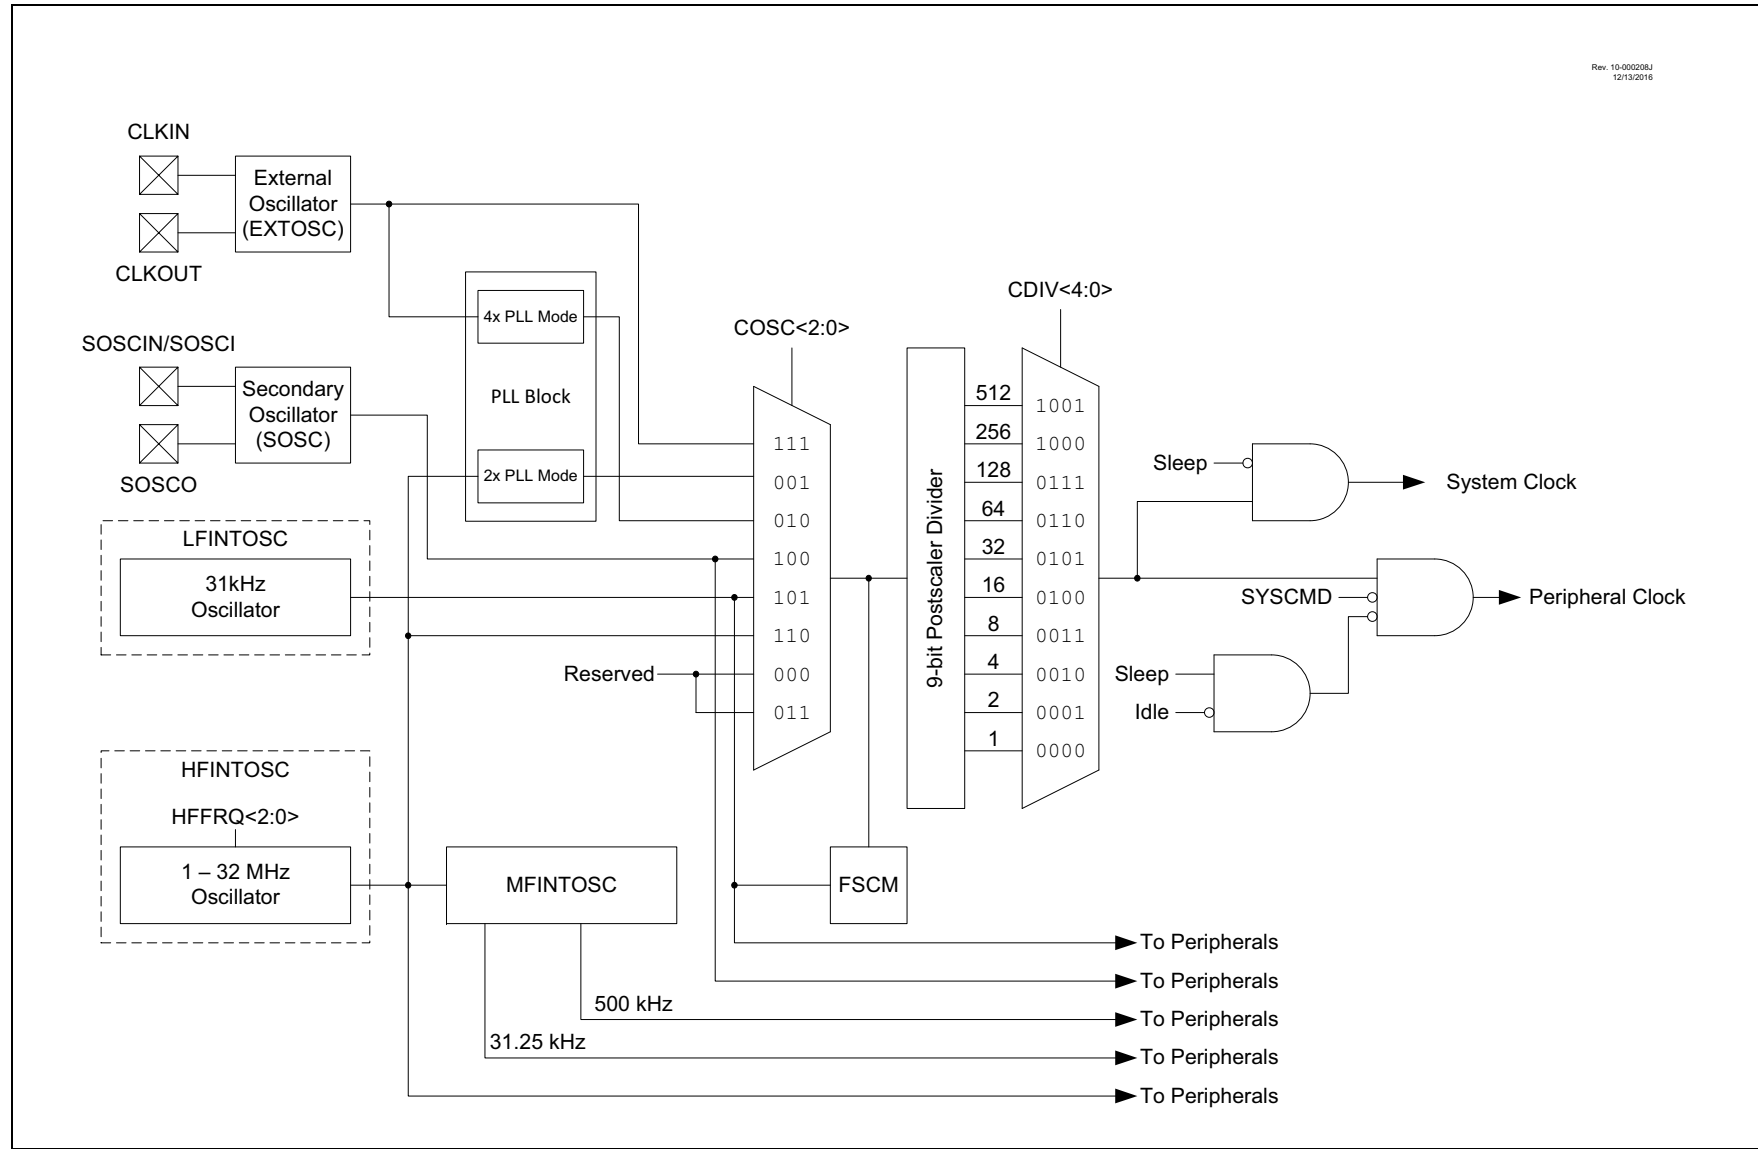 Rev. 10-000208J
12/13/2016
CLKIN
External
Oscillator
(EXTOSC)
CLKOUT
4x PLL Mode
PLL Block
2x PLL Mode
SOSCIN/SOSCI
Secondary
Oscillator
(SOSC)
SOSCO
LFINTOSC
31kHz
Oscillator
Reserved
HFINTOSC
HFFRQ<2:0>
1 – 32 MHz
Oscillator
MFINTOSC
COSC<2:0>
111
001
010
100
101
110
000
011
FSCM
9-bit Postscaler Divider
CDIV<4:0>
512 1001
256 1000
128 0111
64 0110
32 0101
16 0100
8 0011
4 0010
2 0001
1 0000
Sleep
System Clock
SYSCMD
Peripheral Clock
Sleep
Idle
To Peripherals
To Peripherals
500 kHz
To Peripherals
31.25 kHz
To Peripherals
To Peripherals